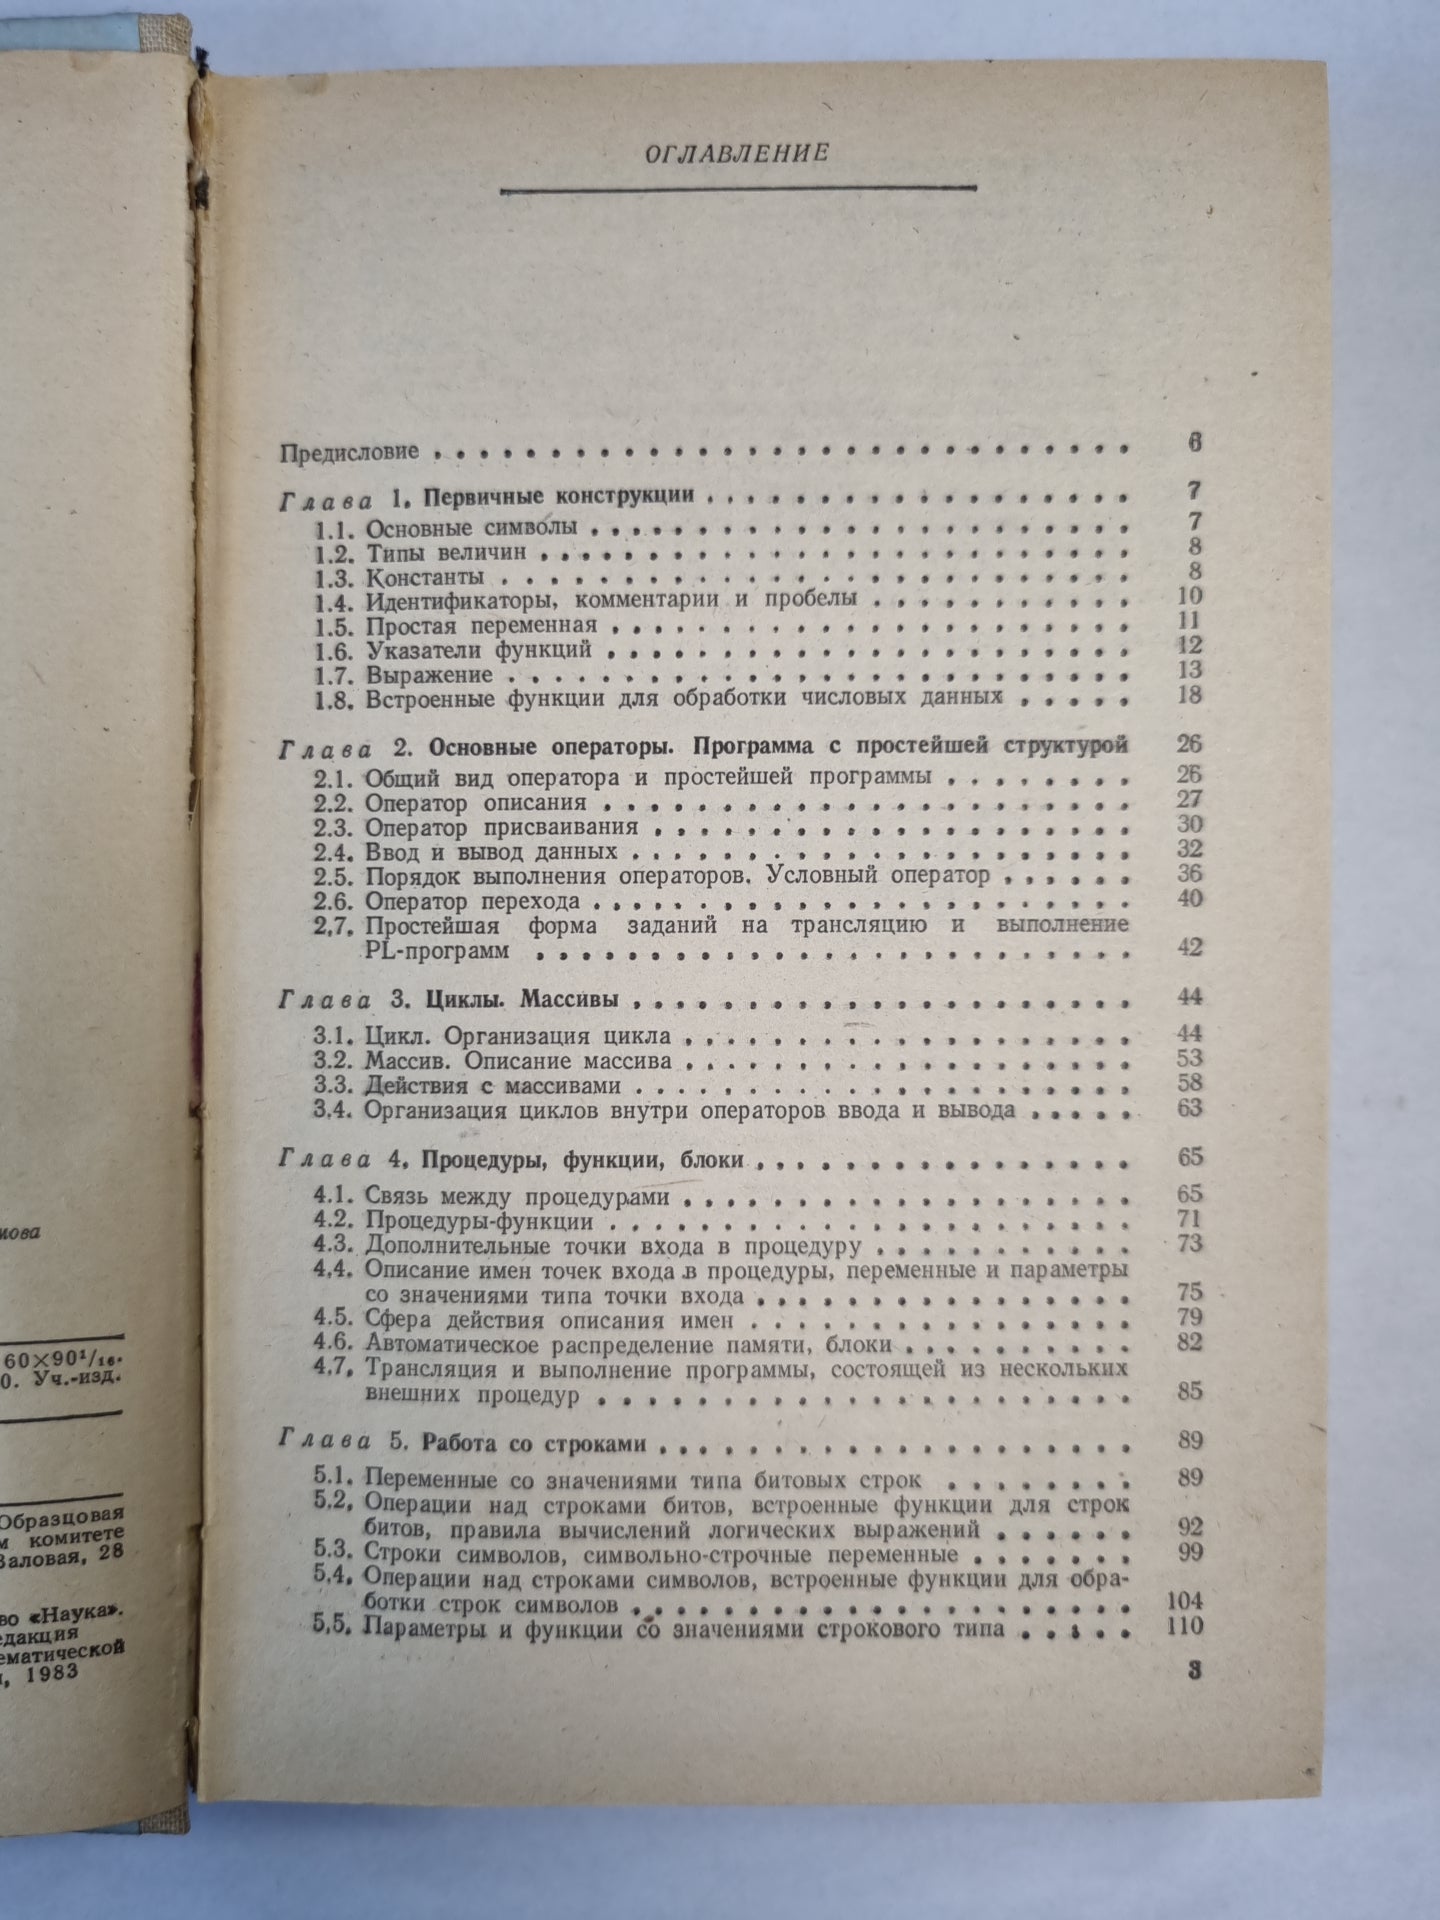 ОГЛАВЛЕНИЕ
Предисловие . . . . . . . . . . 6
Глава 1. Первичные конструкции . . . . . . . . . . 7
1.1. Основные символы . . . . . . . . . . 7
1.2. Типы величин . . . . . . . . . . 8
1.3. Константы . . . . . . . . . . 8
1.4. Идентификаторы, комментарии и пробелы . . . . . . . . . . 10
1.5. Простая переменная . . . . . . . . . . 11
1.6. Указатели функций . . . . . . . . . . 12
1.7. Выражение . . . . . . . . . . 13
1.8. Встроенные функции для обработки числовых данных . . . . . 18
Глава 2. Основные операторы. Программа с простейшей структурой 26
2.1. Общий вид оператора и простейшей программы . . . . . . . . 26
2.2. Оператор описания . . . . . . . . . . 27
2.3. Оператор присваивания . . . . . . . . . . 30
2.4. Ввод и вывод данных . . . . . . . . . . 32
2.5. Порядок выполнения операторов. Условный оператор . . . . . . 36
2.6. Оператор перехода . . . . . . . . . . 40
2.7. Простейшая форма заданий на трансляцию и выполнение
PL-программ . . . . . . . . . . 42
Глава 3. Циклы. Массивы . . . . . . . . . . 44
3.1. Цикл. Организация цикла . . . . . . . . . . 44
3.2. Массив. Описание массива . . . . . . . . . . 53
3.3. Действия с массивами . . . . . . . . . . 58
3.4. Организация циклов внутри операторов ввода и вывода . . . . . 63
Глава 4. Процедуры, функции, блоки . . . . . . . . . . 65
4.1. Связь между процедурами . . . . . . . . . . 65
4.2. Процедуры-функции . . . . . . . . . . 71
4.3. Дополнительные точки входа в процедуру . . . . . . . . . . 73
4.4. Описание имен точек входа в процедуры, переменные и параметры
со значениями типа точки входа . . . . . . . . . . 75
4.5. Сфера действия описания имен . . . . . . . . . . 79
4.6. Автоматическое распределение памяти, блоки . . . . . . . . . . 82
4.7. Трансляция и выполнение программы, состоящей из нескольких
внешних процедур . . . . . . . . . . 85
Глава 5. Работа со строками . . . . . . . . . . 89
5.1. Переменные со значениями типа битовых строк . . . . . . . . 89
5.2. Операции над строками битов, встроенные функции для строк
битов, правила вычислений логических выражений . . . . . . 92
5.3. Строки символов, символьно-строчные переменные . . . . . . . 99
5.4. Операции над строками символов, встроенные функции для обра-
ботки строк символов . . . . . . . . . . 104
5.5. Параметры и функции со значениями строкового типа . . . . . 110
3
60×90¹/₁₆.
0. Уч.-изд.
Образцовая
комитете
Валовая, 28
«Наука».
1983